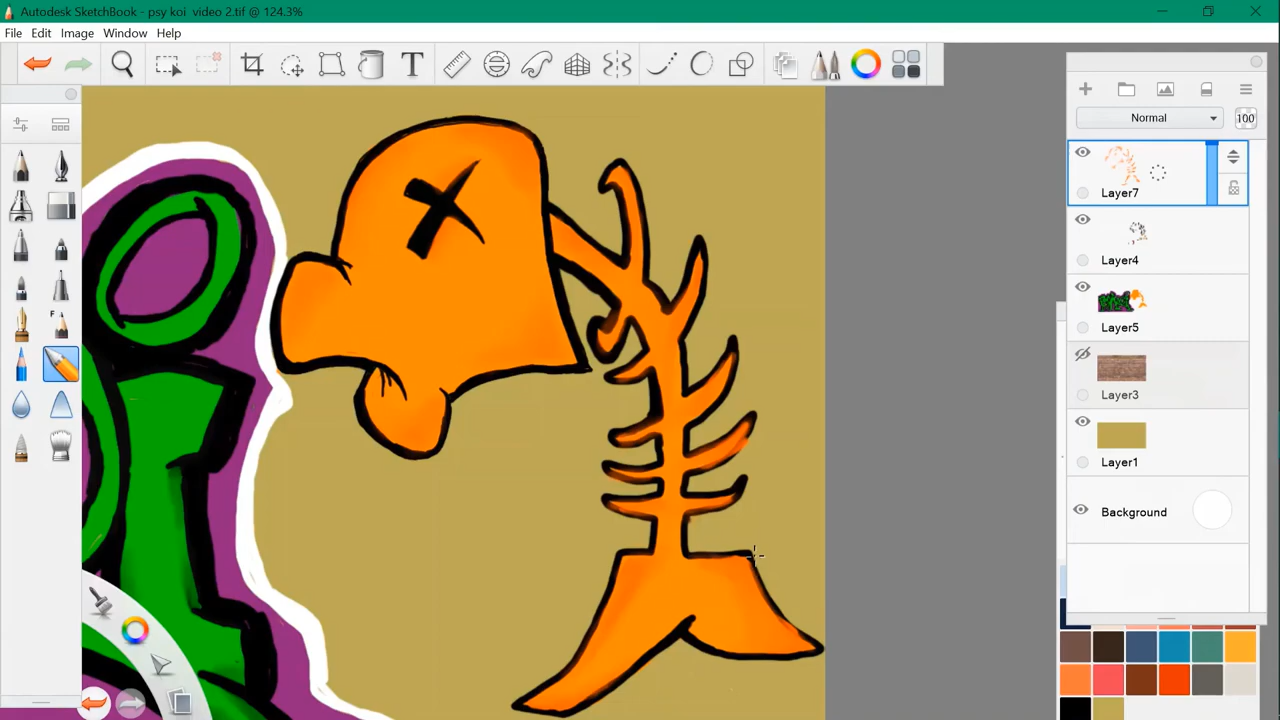 Autodesk SketchBook - psy koi video 2.tif @ 124.3%
File Edit Image Window Help
T
Normal 100
Layer7
Layer4
Layer5
Layer3
Layer1
Background
F